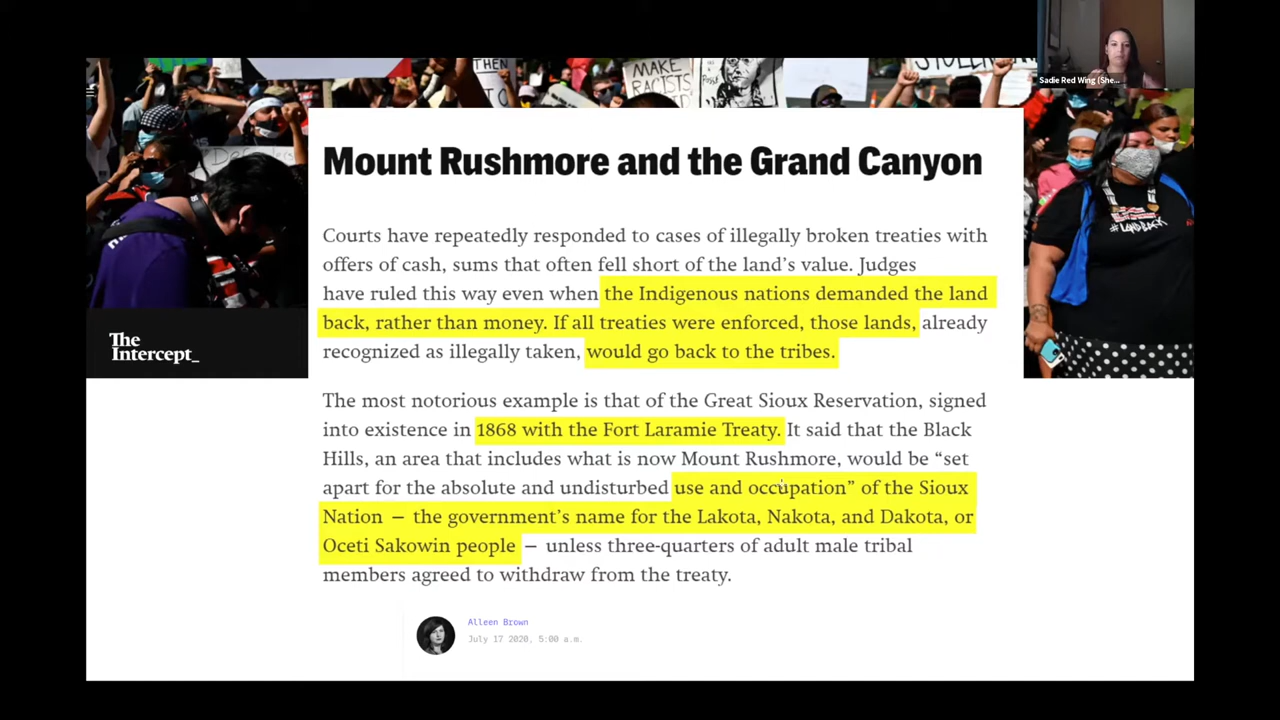 THEN
MAKE
RACISTS
Sadie Red Wing (She...
#LANDBACK
Mount Rushmore and the Grand Canyon
Courts have repeatedly responded to cases of illegally broken treaties with
offers of cash, sums that often fell short of the land’s value. Judges
have ruled this way even when the Indigenous nations demanded the land
back, rather than money. If all treaties were enforced, those lands, already
recognized as illegally taken, would go back to the tribes.
The
Intercept_
The most notorious example is that of the Great Sioux Reservation, signed
into existence in 1868 with the Fort Laramie Treaty. It said that the Black
Hills, an area that includes what is now Mount Rushmore, would be “set
apart for the absolute and undisturbed use and occupation” of the Sioux
Nation — the government’s name for the Lakota, Nakota, and Dakota, or
Oceti Sakowin people — unless three-quarters of adult male tribal
members agreed to withdraw from the treaty.
Alleen Brown
July 17 2020, 5:00 a.m.